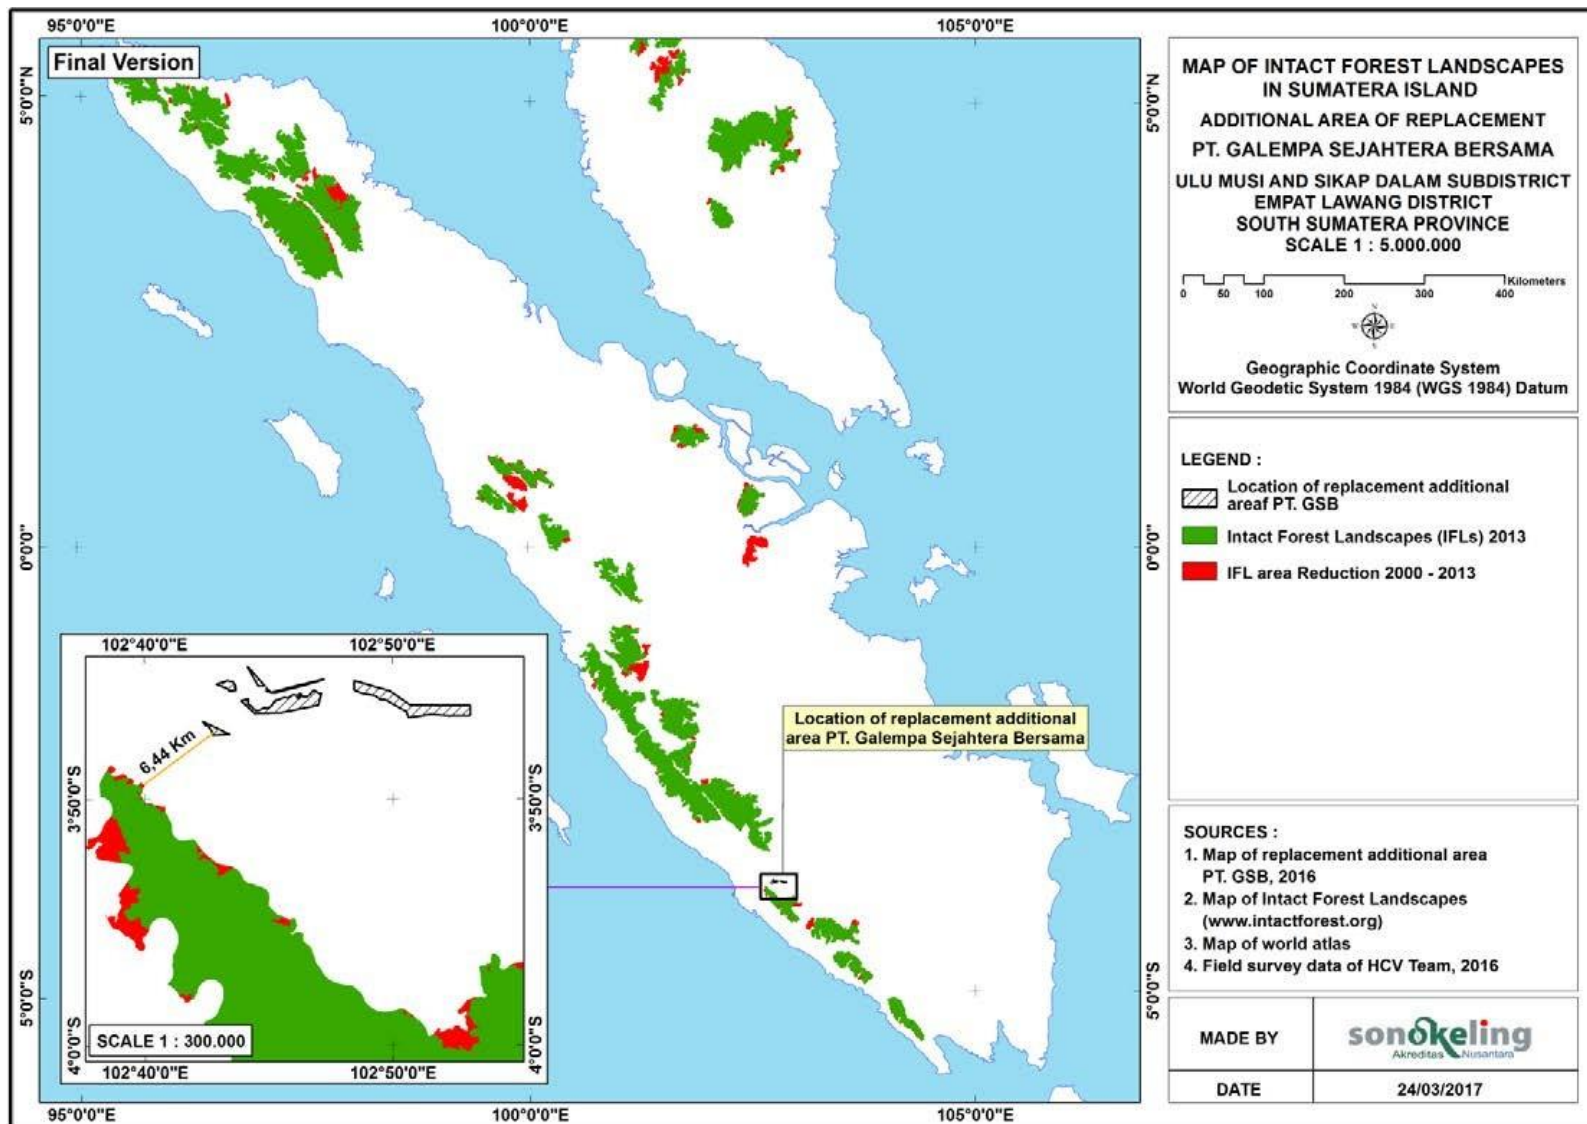 95°0'0"E
100°0'0"E
105°0'0"E
Final Version
5°0'0"N
0°0'0"
5°0'0"S
5°0'0"N
0°0'0"
5°0'0"S
95°0'0"E
100°0'0"E
105°0'0"E
Location of replacement additional
area PT. Galempa Sejahtera Bersama
102°40'0"E
102°50'0"E
6,44 Km
3°50'0"S
3°50'0"S
4°0'0"S
4°0'0"S
SCALE 1 : 300.000
102°40'0"E
102°50'0"E
MAP OF INTACT FOREST LANDSCAPES
IN SUMATERA ISLAND
ADDITIONAL AREA OF REPLACEMENT
PT. GALEMPA SEJAHTERA BERSAMA
ULU MUSI AND SIKAP DALAM SUBDISTRICT
EMPAT LAWANG DISTRICT
SOUTH SUMATERA PROVINCE
SCALE 1 : 5.000.000
Kilometers
0 50 100 200 300 400
N
W E
S
Geographic Coordinate System
World Geodetic System 1984 (WGS 1984) Datum
LEGEND :
Location of replacement additional
areaf PT. GSB
Intact Forest Landscapes (IFLs) 2013
IFL area Reduction 2000 - 2013
SOURCES :
1. Map of replacement additional area
PT. GSB, 2016
2. Map of Intact Forest Landscapes
(www.intactforest.org)
3. Map of world atlas
4. Field survey data of HCV Team, 2016
MADE BY
sonokeling
Akreditas Nusantara
DATE
24/03/2017